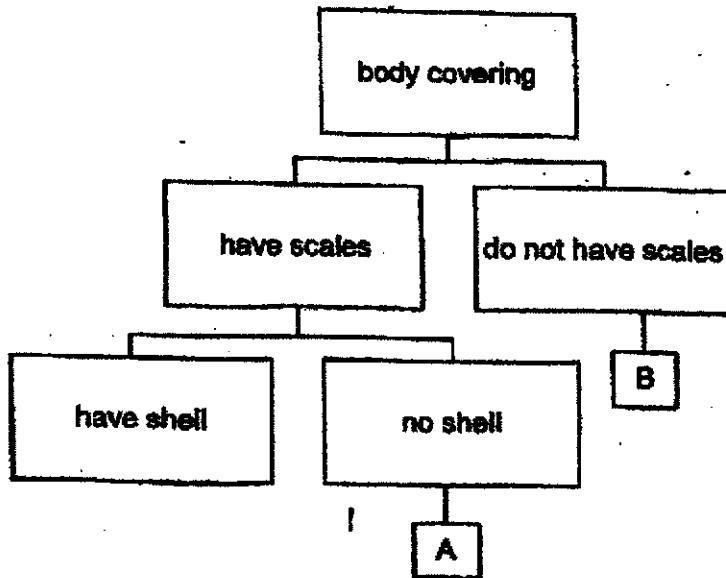 body covering
have scales
do not have scales
B
have shell
no shell
A